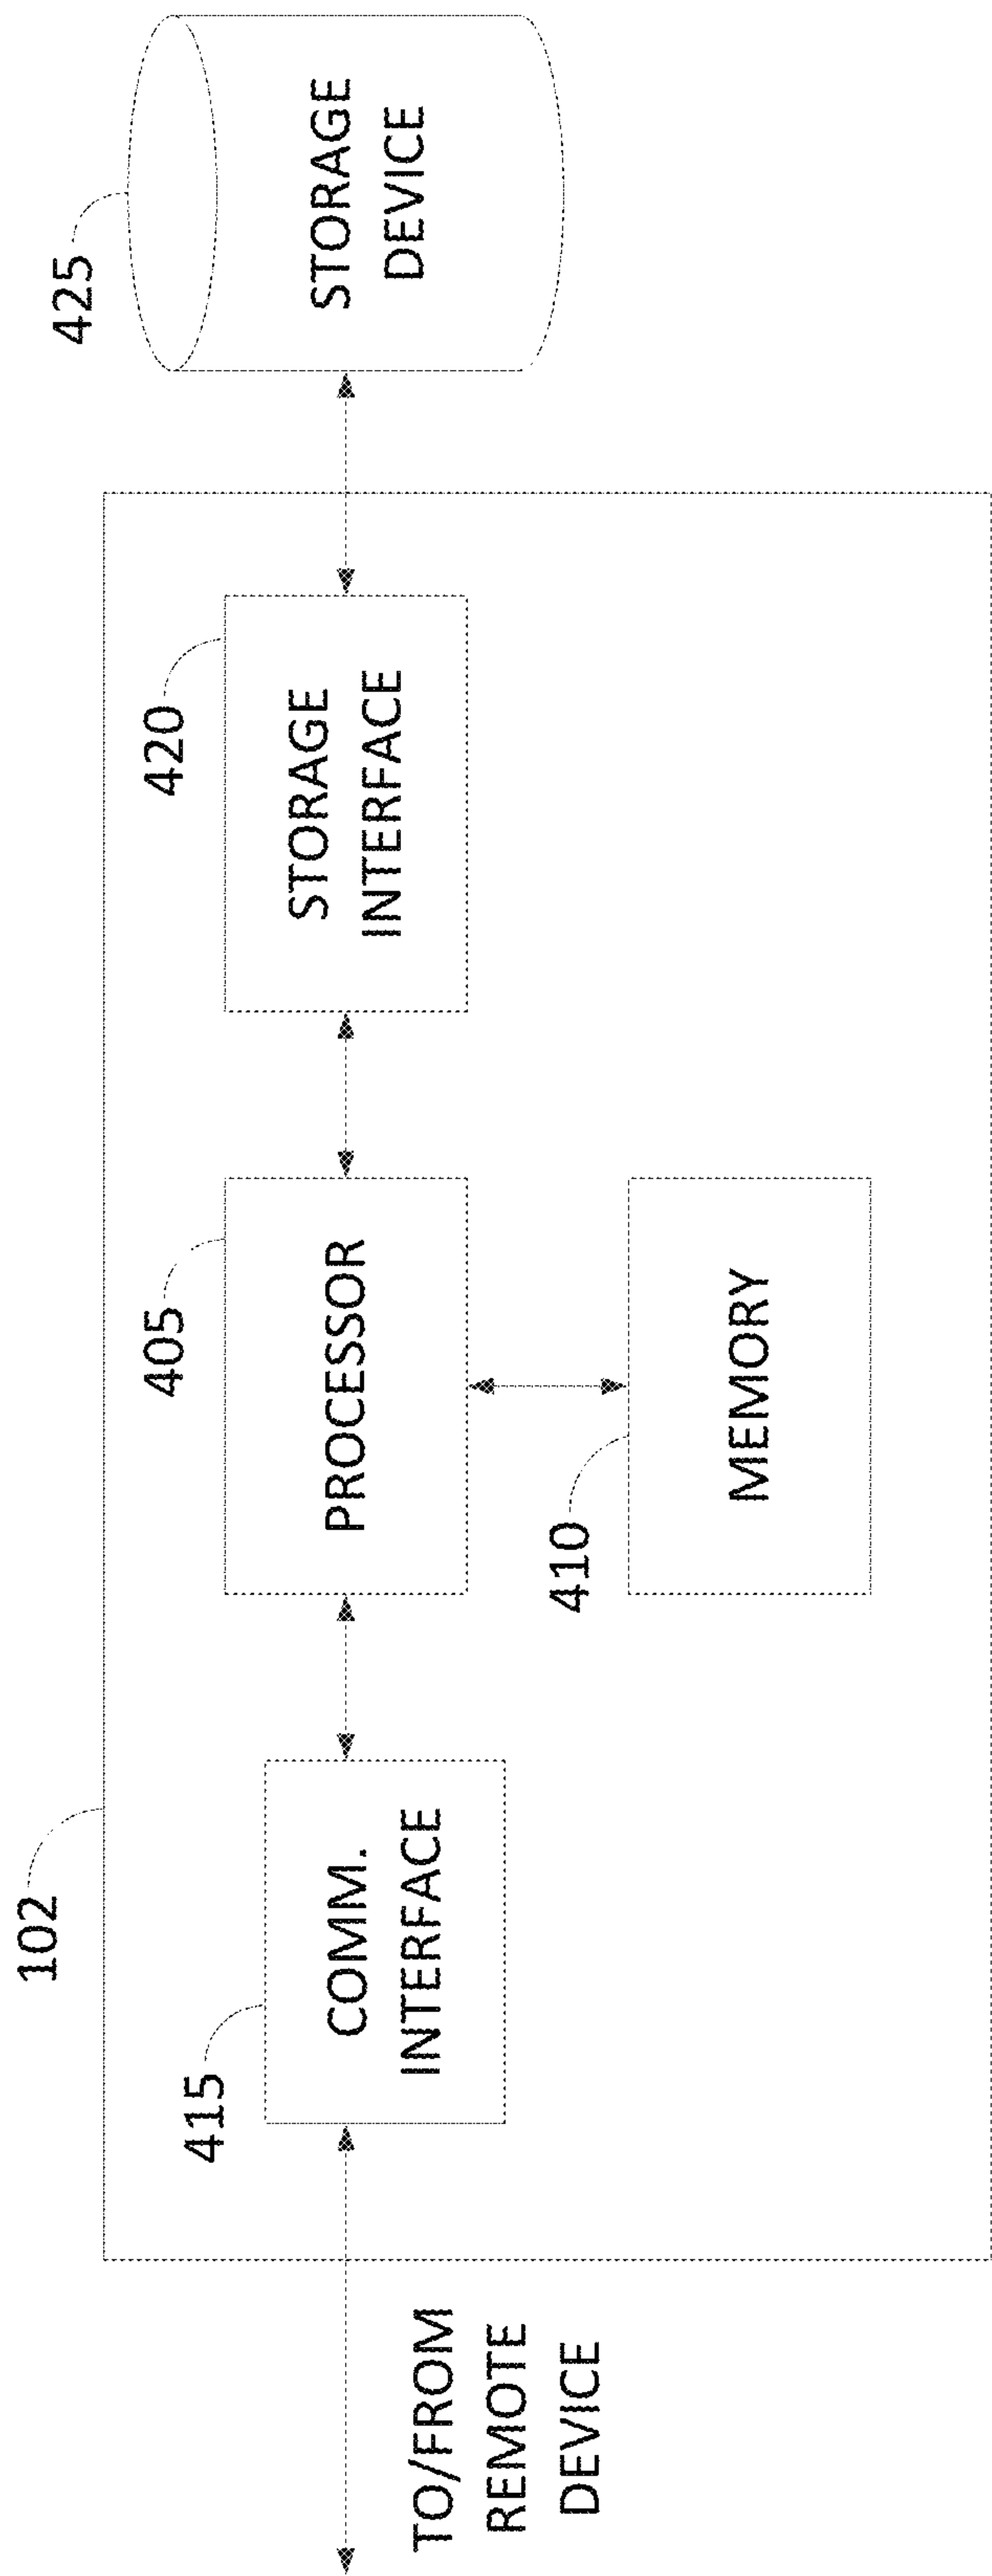 102
415
COMM.
INTERFACE
405
PROCESSOR
420
STORAGE
INTERFACE
425
STORAGE
DEVICE
410
MEMORY
TO/FROM
REMOTE
DEVICE